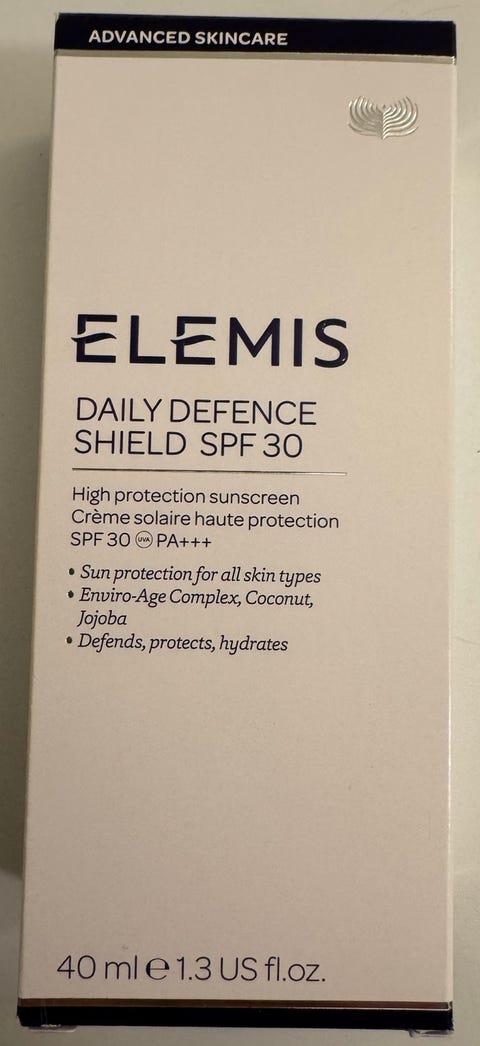 ADVANCED SKINCARE
ELEMIS
DAILY DEFENCE
SHIELD SPF 30
High protection sunscreen
Crème solaire haute protection
SPF 30 UVA PA+++
• Sun protection for all skin types
• Enviro-Age Complex, Coconut,
Jojoba
• Defends, protects, hydrates
40 ml ℮ 1.3 US fl.oz.